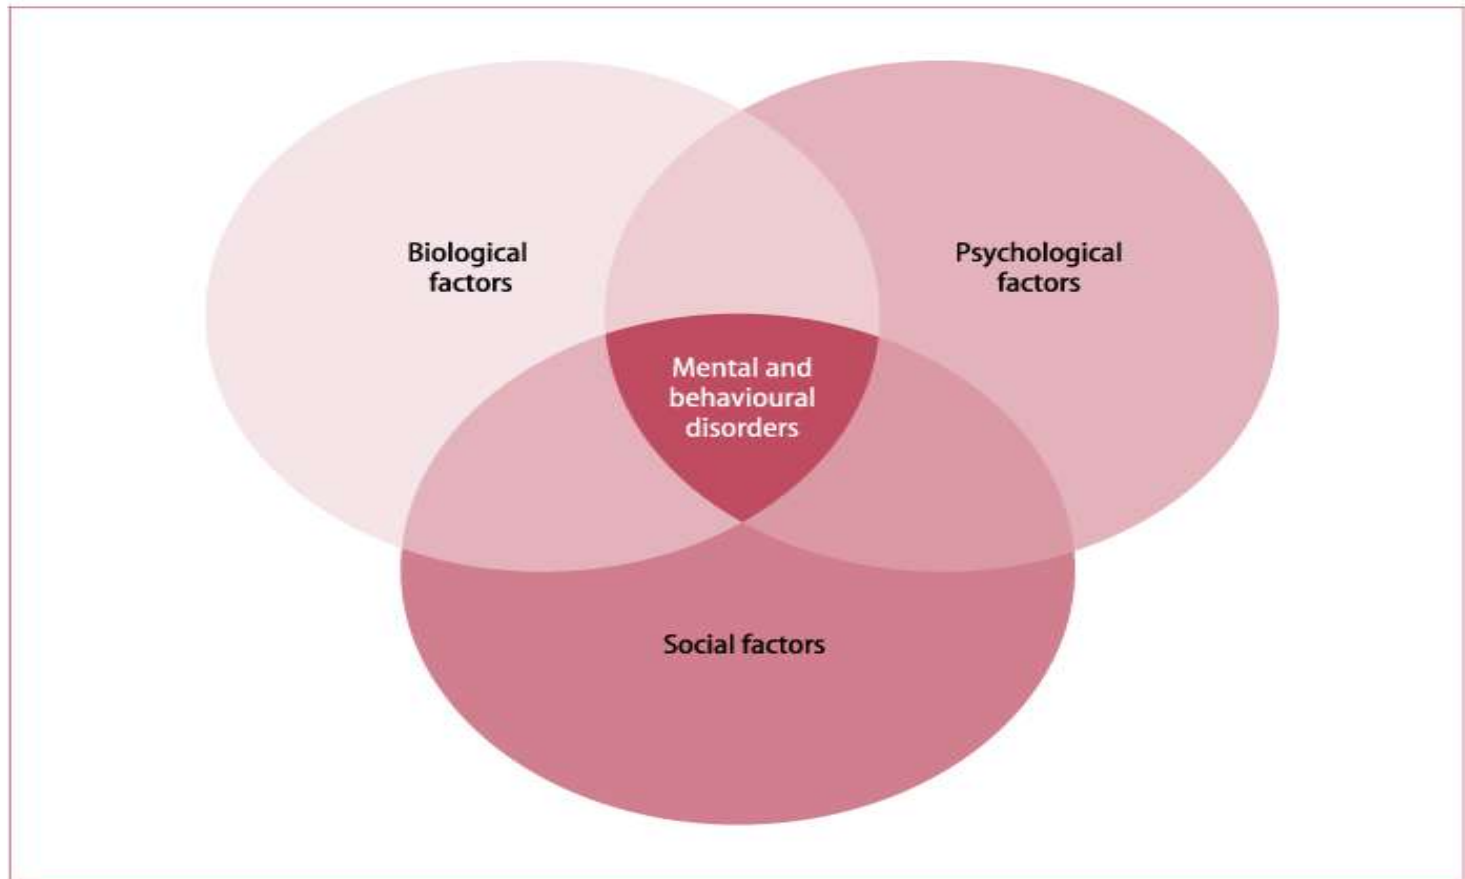 Biological
factors
Psychological
factors
Mental and
behavioural
disorders
Social factors